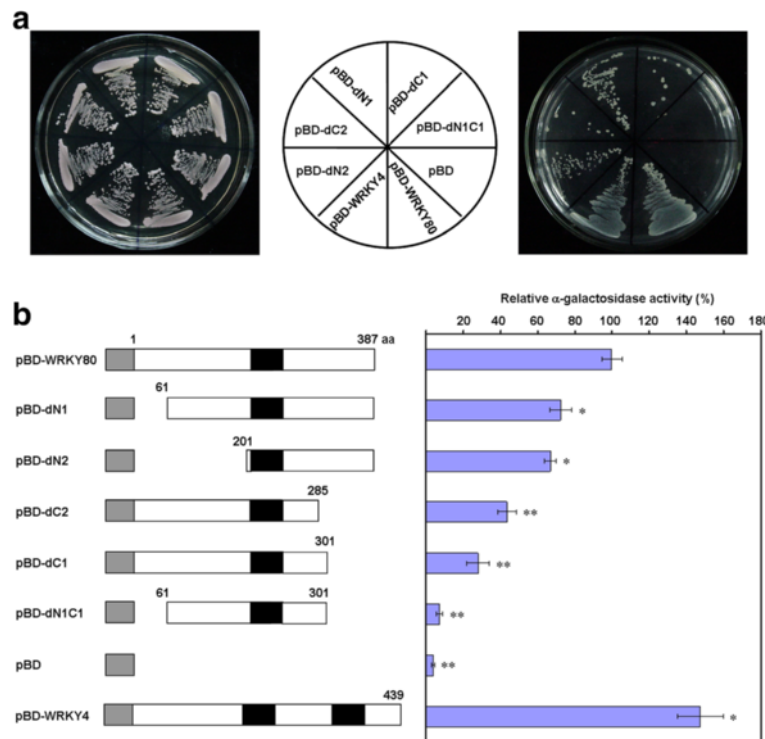 a
pBD-dN1
pBD-dC1
pBD-dC2
pBD-dN1C1
pBD-dN2
pBD
pBD-WRKY4
pBD-WRKY80
b
Relative α-galactosidase activity (%)
20 40 60 80 100 120 140 160 180
1 387 aa
pBD-WRKY80
61
pBD-dN1 *
201
pBD-dN2 *
285
pBD-dC2 **
301
pBD-dC1 **
61 301
pBD-dN1C1 **
pBD * **
439
pBD-WRKY4 *